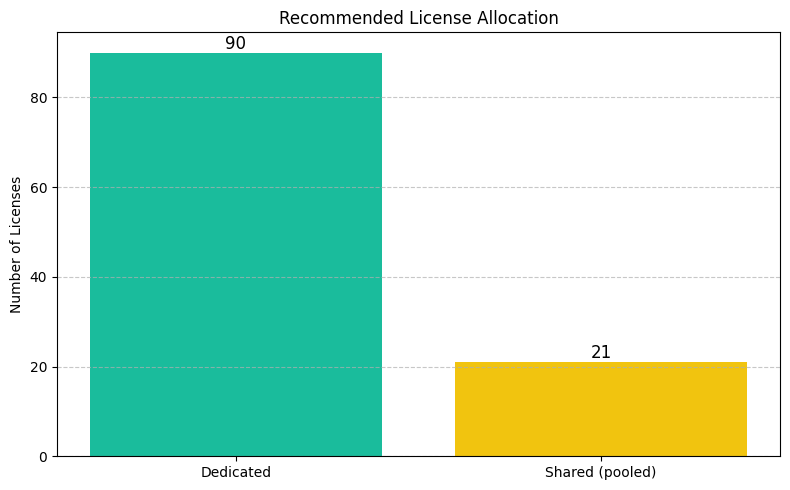 Recommended License Allocation
90
21
Number of Licenses
80
60
40
20
0
Dedicated
Shared (pooled)